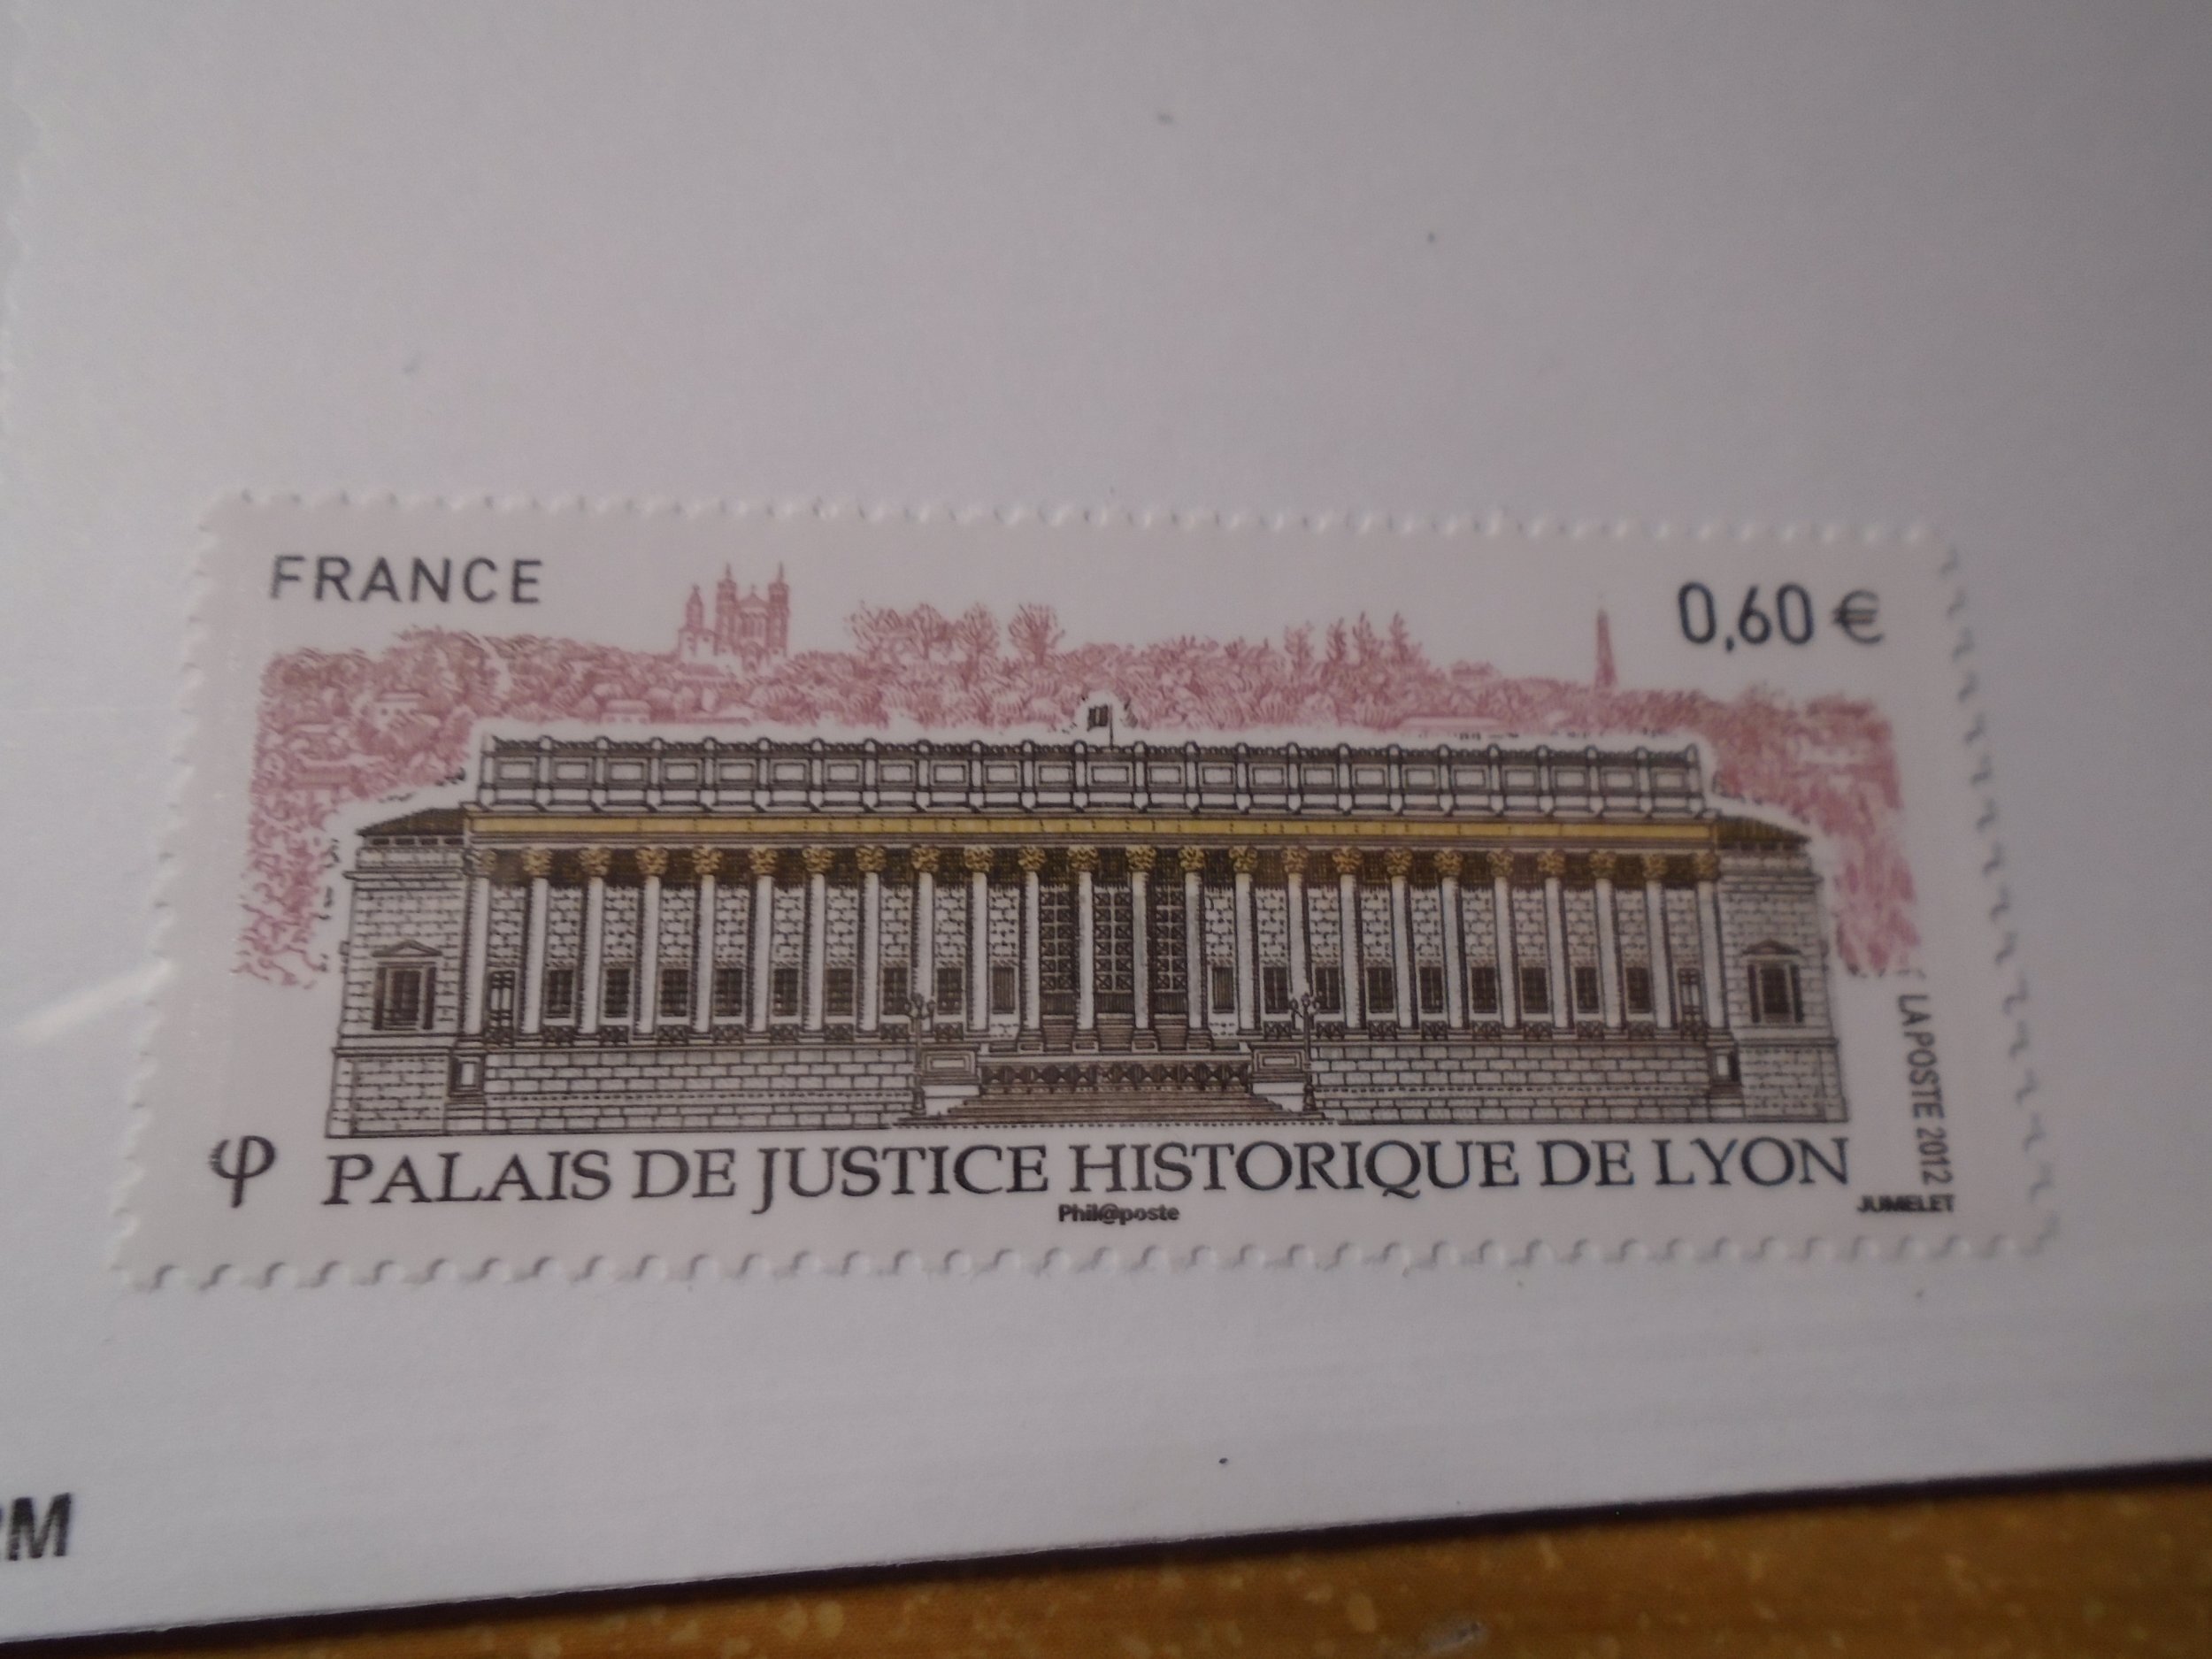 FRANCE
0,60 €
LA POSTE 2012
φ PALAIS DE JUSTICE HISTORIQUE DE LYON
Phil@poste
JUMELET